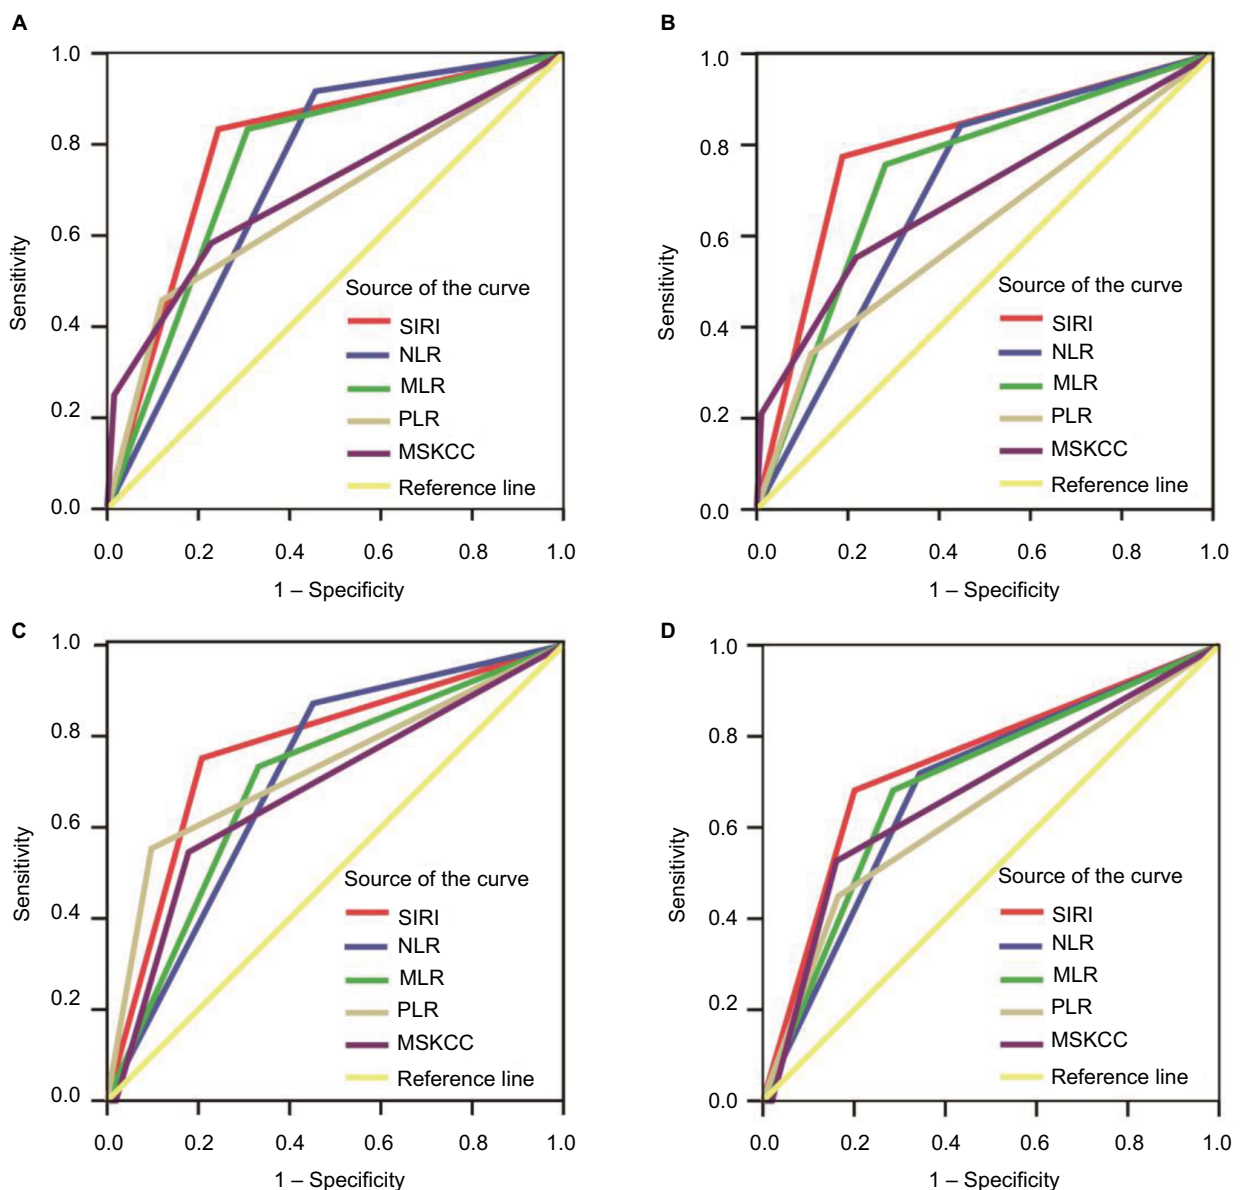 A
1.0
0.8
0.6
0.4
0.2
0.0
Sensitivity
Source of the curve
SIRI
NLR
MLR
PLR
MSKCC
Reference line
0.0 0.2 0.4 0.6 0.8 1.0
1 – Specificity
B
1.0
0.8
0.6
0.4
0.2
0.0
Sensitivity
Source of the curve
SIRI
NLR
MLR
PLR
MSKCC
Reference line
0.0 0.2 0.4 0.6 0.8 1.0
1 – Specificity
C
1.0
0.8
0.6
0.4
0.2
0.0
Sensitivity
Source of the curve
SIRI
NLR
MLR
PLR
MSKCC
Reference line
0.0 0.2 0.4 0.6 0.8 1.0
1 – Specificity
D
1.0
0.8
0.6
0.4
0.2
0.0
Sensitivity
Source of the curve
SIRI
NLR
MLR
PLR
MSKCC
Reference line
0.0 0.2 0.4 0.6 0.8 1.0
1 – Specificity